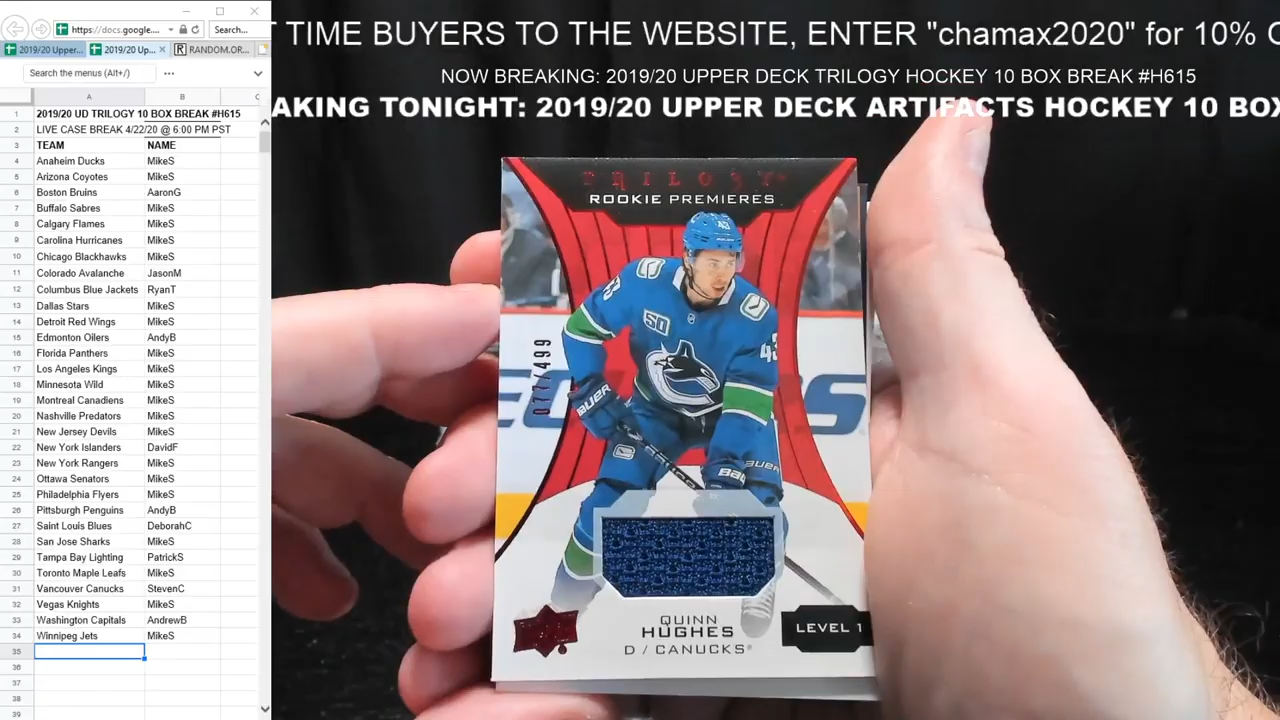 https://docs.google....
Search...
2019/20 Upper...
2019/20 Up...
RANDOM.OR...
Search the menus (Alt+/)
A B C
1 2019/20 UD TRILOGY 10 BOX BREAK #H615
2 LIVE CASE BREAK 4/22/20 @ 6:00 PM PST
3 TEAM NAME
4 Anaheim Ducks MikeS
5 Arizona Coyotes MikeS
6 Boston Bruins AaronG
7 Buffalo Sabres MikeS
8 Calgary Flames MikeS
9 Carolina Hurricanes MikeS
10 Chicago Blackhawks MikeS
11 Colorado Avalanche JasonM
12 Columbus Blue Jackets RyanT
13 Dallas Stars MikeS
14 Detroit Red Wings MikeS
15 Edmonton Oilers AndyB
16 Florida Panthers MikeS
17 Los Angeles Kings MikeS
18 Minnesota Wild MikeS
19 Montreal Canadiens MikeS
20 Nashville Predators MikeS
21 New Jersey Devils MikeS
22 New York Islanders DavidF
23 New York Rangers MikeS
24 Ottawa Senators MikeS
25 Philadelphia Flyers MikeS
26 Pittsburgh Penguins AndyB
27 Saint Louis Blues DeborahC
28 San Jose Sharks MikeS
29 Tampa Bay Lighting PatrickS
30 Toronto Maple Leafs MikeS
31 Vancouver Canucks StevenC
32 Vegas Knights MikeS
33 Washington Capitals AndrewB
34 Winnipeg Jets MikeS
35
36
37
38
39
T TIME BUYERS TO THE WEBSITE, ENTER "chamax2020" for 10% O
NOW BREAKING: 2019/20 UPPER DECK TRILOGY HOCKEY 10 BOX BREAK #H615
AKING TONIGHT: 2019/20 UPPER DECK ARTIFACTS HOCKEY 10 BOX
TRILOGY
ROOKIE PREMIERES
43
43
50
43
077/499
BAUER
BAUER
BAUER
QUINN
HUGHES
D / CANUCKS
LEVEL 1